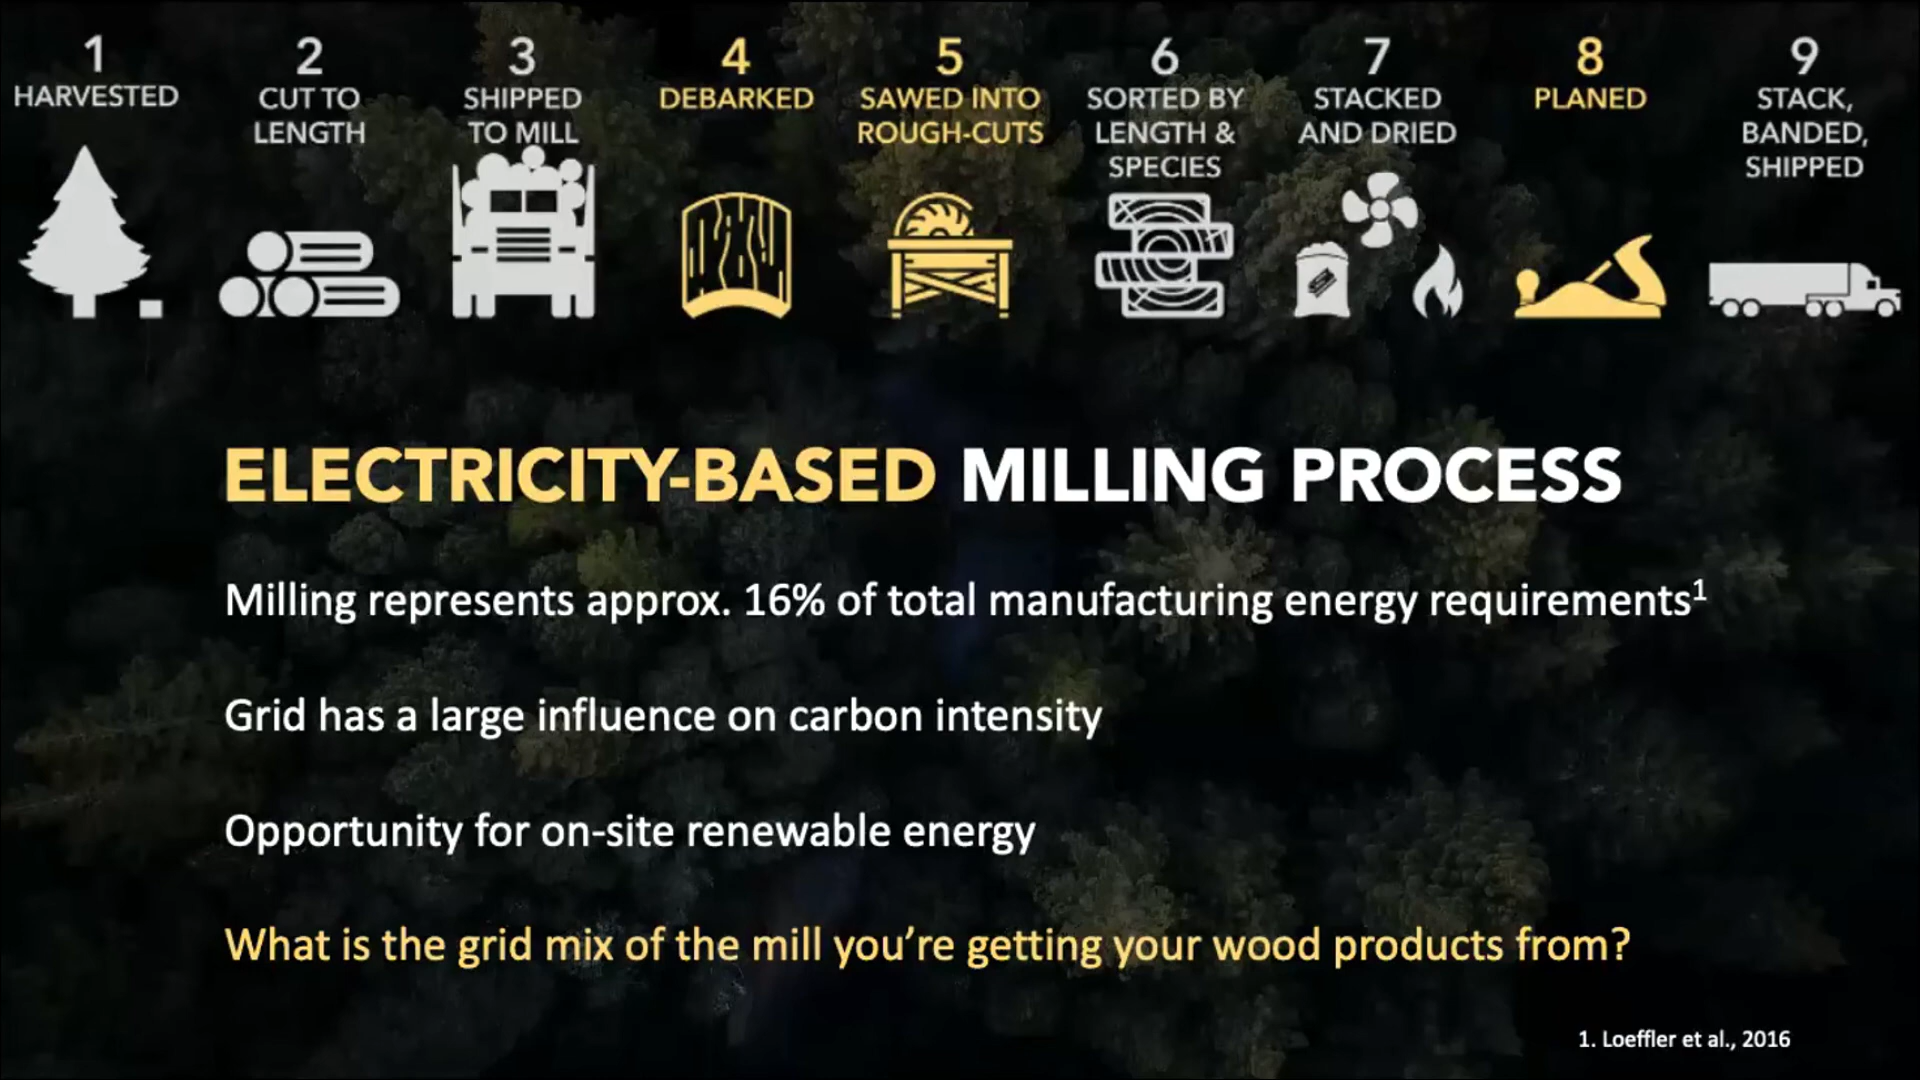 1
HARVESTED
2
CUT TO
LENGTH
3
SHIPPED
TO MILL
4
DEBARKED
5
SAWED INTO
ROUGH-CUTS
6
SORTED BY
LENGTH &
SPECIES
7
STACKED
AND DRIED
8
PLANED
9
STACK,
BANDED,
SHIPPED
ELECTRICITY-BASED MILLING PROCESS
Milling represents approx. 16% of total manufacturing energy requirements¹
Grid has a large influence on carbon intensity
Opportunity for on-site renewable energy
What is the grid mix of the mill you’re getting your wood products from?
1. Loeffler et al., 2016